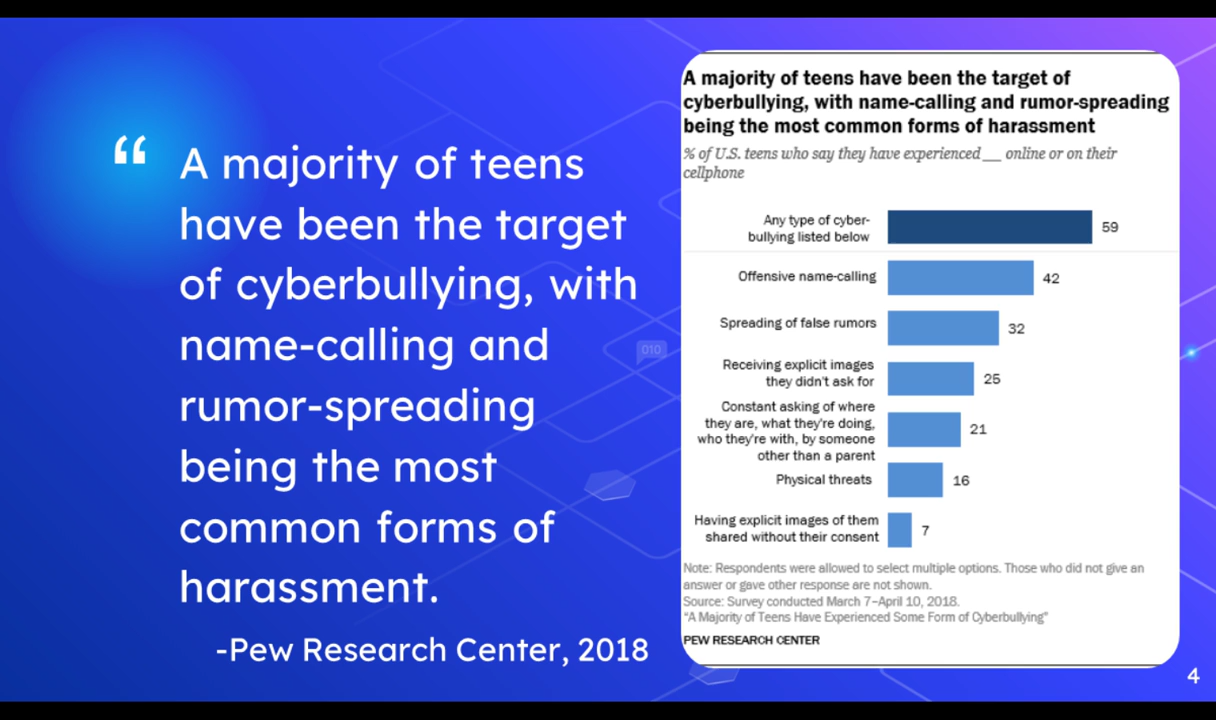 “ A majority of teens
have been the target
of cyberbullying, with
name-calling and
rumor-spreading
being the most
common forms of
harassment.
-Pew Research Center, 2018
A majority of teens have been the target of
cyberbullying, with name-calling and rumor-spreading
being the most common forms of harassment
% of U.S. teens who say they have experienced __ online or on their
cellphone
Any type of cyber-
bullying listed below
59
Offensive name-calling
42
Spreading of false rumors
32
Receiving explicit images
they didn't ask for
25
Constant asking of where
they are, what they're doing,
who they're with, by someone
other than a parent
21
Physical threats
16
Having explicit images of them
shared without their consent
7
Note: Respondents were allowed to select multiple options. Those who did not give an
answer or gave other response are not shown.
Source: Survey conducted March 7–April 10, 2018.
“A Majority of Teens Have Experienced Some Form of Cyberbullying”
PEW RESEARCH CENTER
010
4